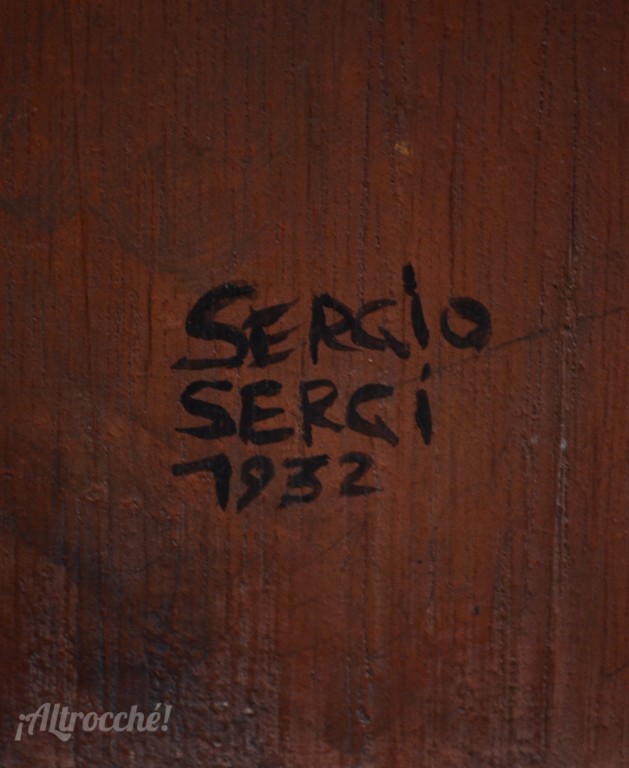 SERGiO
SERGi
1932
¡Altrocché!